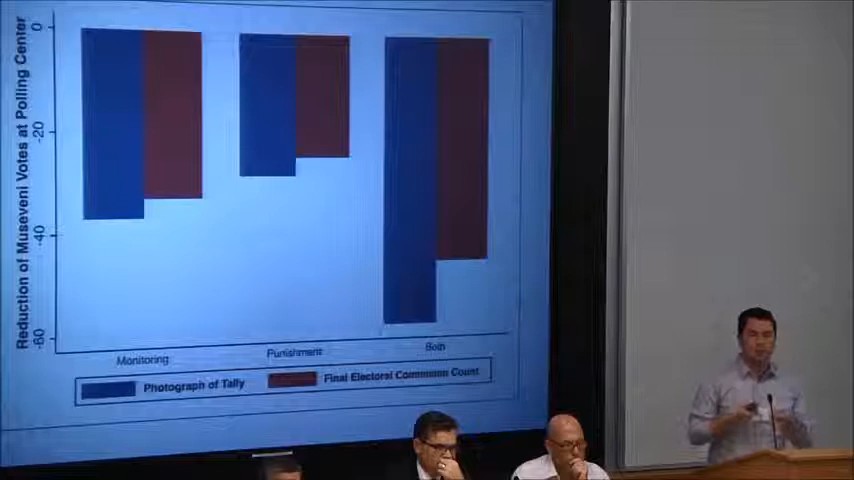 Reduction of Museveni Votes at Polling Center
0
-20
-40
-60
Monitoring Punishment Both
Photograph of Tally Final Electoral Commission Count